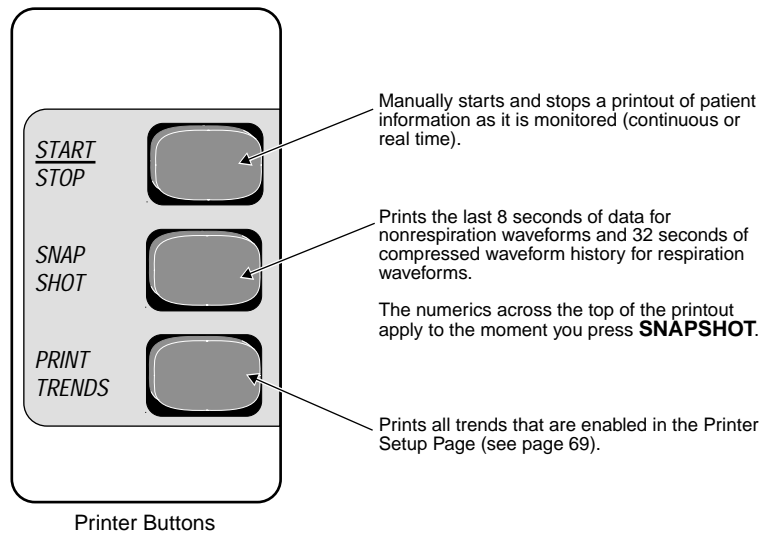 START
STOP
SNAP
SHOT
PRINT
TRENDS
Manually starts and stops a printout of patient
information as it is monitored (continuous or
real time).
Prints the last 8 seconds of data for
nonrespiration waveforms and 32 seconds of
compressed waveform history for respiration
waveforms.
The numerics across the top of the printout
apply to the moment you press SNAPSHOT.
Prints all trends that are enabled in the Printer
Setup Page (see page 69).
Printer Buttons